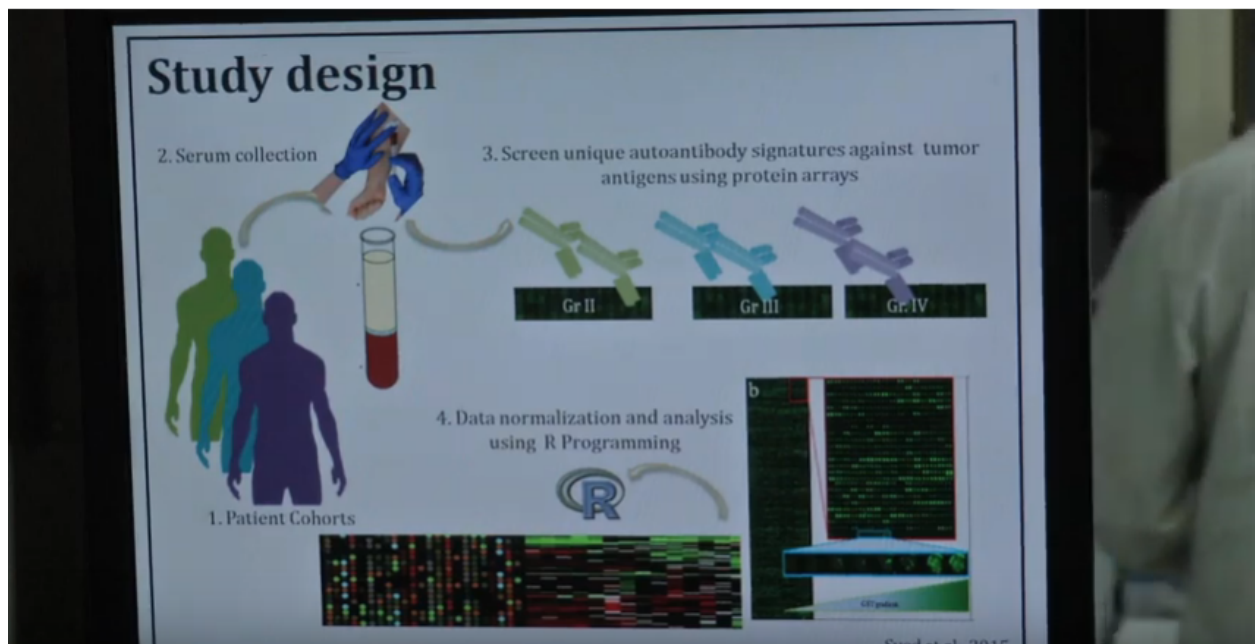 Study design
2. Serum collection
3. Screen unique autoantibody signatures against tumor
antigens using protein arrays
Gr II
Gr III
Gr. IV
b
4. Data normalization and analysis
using R Programming
R
1. Patient Cohorts